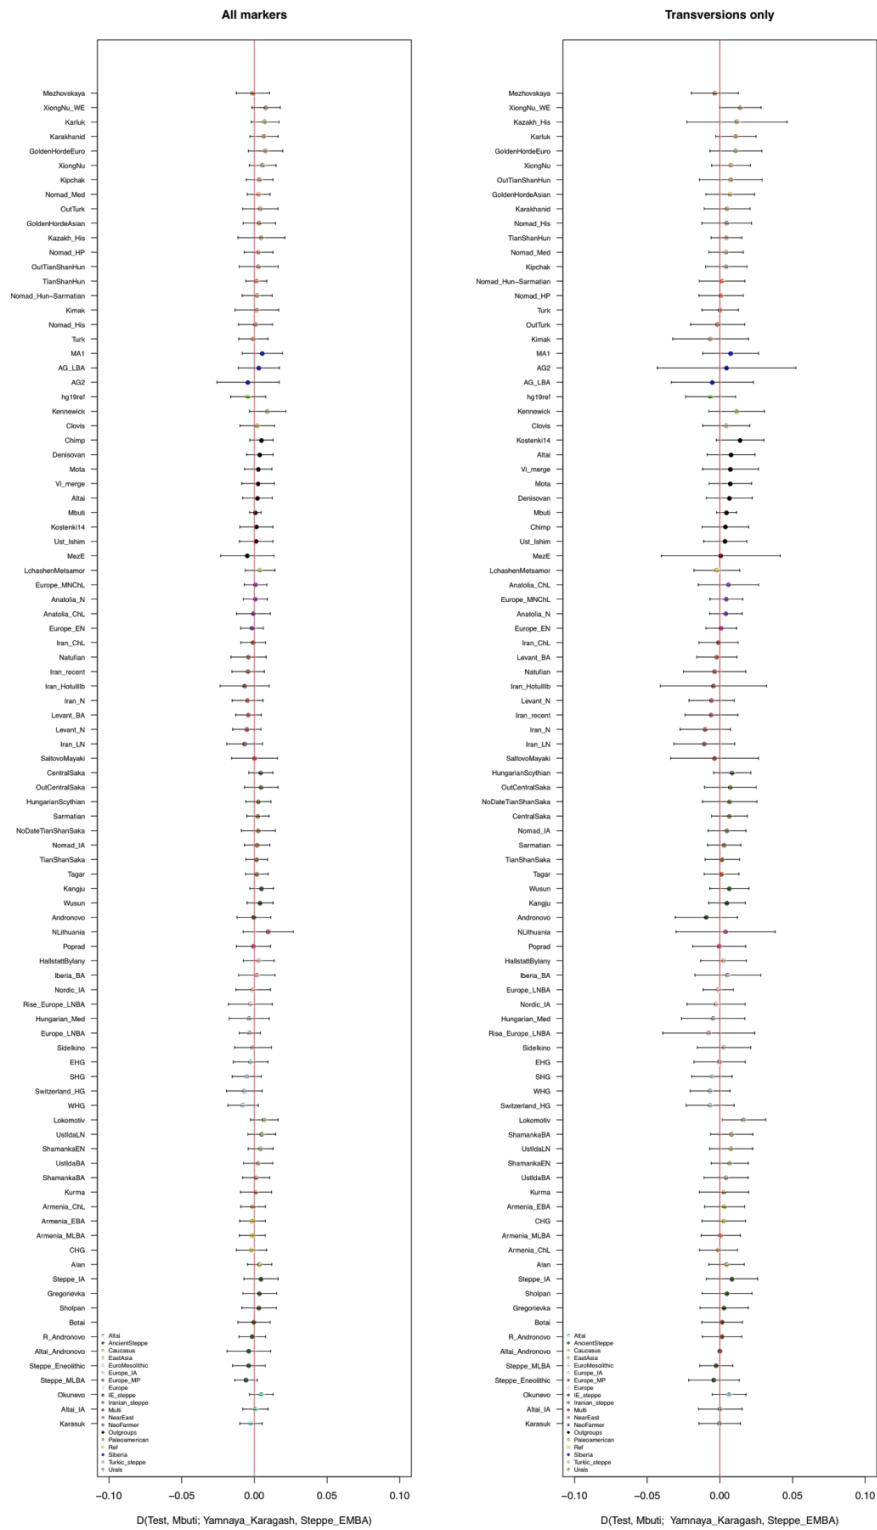 All markers
Mezhovskaya
XiongNu_WE
Karluk
Karakhanid
GoldenHordeEuro
XiongNu
Kipchak
Nomad_Med
OutTurk
GoldenHordeAsian
Kazakh_His
Nomad_HP
OutTianShanHun
TianShanHun
Nomad_Hun-Sarmatian
Kimak
Nomad_His
Turk
MA1
AG_LBA
AG2
hg19ref
Kennewick
Clovis
Chimp
Denisovan
Mota
Vi_merge
Altai
Mbuti
Kostenki14
Ust_Ishim
MezE
LchashenMetsamor
Europe_MNChL
Anatolia_N
Anatolia_ChL
Europe_EN
Iran_ChL
Natufian
Iran_recent
Iran_HotuIIIb
Iran_N
Levant_BA
Levant_N
Iran_LN
SaltovoMayaki
CentralSaka
OutCentralSaka
HungarianScythian
Sarmatian
NoDateTianShanSaka
Nomad_IA
TianShanSaka
Tagar
Kangju
Wusun
Andronovo
NLithuania
Poprad
HallstattBylany
Iberia_BA
Nordic_IA
Rise_Europe_LNBA
Hungarian_Med
Europe_LNBA
Sidelkino
EHG
SHG
Switzerland_HG
WHG
Lokomotiv
UstIdaLN
ShamankaEN
UstIdaBA
ShamankaBA
Kurma
Armenia_ChL
Armenia_EBA
Armenia_MLBA
CHG
Alan
Steppe_IA
Gregorievka
Sholpan
Botai
R_Andronovo
Altai_Andronovo
Steppe_Eneolithic
Steppe_MLBA
Okunevo
Altai_IA
Karasuk
Altai
AncientSteppe
Caucasus
EastAsia
EuroMesolithic
Europe_IA
Europe_MP
Europe
IE_steppe
Iranian_steppe
Multi
NearEast
NeoFarmer
Outgroups
Paleoamerican
Ref
Siberia
Turkic_steppe
Urals
−0.10 −0.05 0.00 0.05 0.10
D(Test, Mbuti; Yamnaya_Karagash, Steppe_EMBA)
Transversions only
Mezhovskaya
XiongNu_WE
Kazakh_His
Karluk
GoldenHordeEuro
XiongNu
OutTianShanHun
GoldenHordeAsian
Karakhanid
Nomad_His
TianShanHun
Nomad_Med
Kipchak
Nomad_Hun-Sarmatian
Nomad_HP
Turk
OutTurk
Kimak
MA1
AG2
AG_LBA
hg19ref
Kennewick
Clovis
Kostenki14
Altai
Vi_merge
Mota
Denisovan
Mbuti
Chimp
Ust_Ishim
MezE
LchashenMetsamor
Anatolia_ChL
Europe_MNChL
Anatolia_N
Europe_EN
Iran_ChL
Levant_BA
Natufian
Iran_HotuIIIb
Levant_N
Iran_recent
Iran_N
Iran_LN
SaltovoMayaki
HungarianScythian
OutCentralSaka
NoDateTianShanSaka
CentralSaka
Nomad_IA
Sarmatian
TianShanSaka
Tagar
Wusun
Kangju
Andronovo
NLithuania
Poprad
HallstattBylany
Iberia_BA
Europe_LNBA
Nordic_IA
Hungarian_Med
Rise_Europe_LNBA
Sidelkino
EHG
SHG
WHG
Switzerland_HG
Lokomotiv
ShamankaBA
UstIdaLN
ShamankaEN
UstIdaBA
Kurma
Armenia_EBA
CHG
Armenia_MLBA
Armenia_ChL
Alan
Steppe_IA
Sholpan
Gregorievka
Botai
R_Andronovo
Altai_Andronovo
Steppe_MLBA
Steppe_Eneolithic
Okunevo
Altai_IA
Karasuk
Altai
AncientSteppe
Caucasus
EastAsia
EuroMesolithic
Europe_IA
Europe_MP
Europe
IE_steppe
Iranian_steppe
Multi
NearEast
NeoFarmer
Outgroups
Paleoamerican
Ref
Siberia
Turkic_steppe
Urals
−0.10 −0.05 0.00 0.05 0.10
D(Test, Mbuti; Yamnaya_Karagash, Steppe_EMBA)